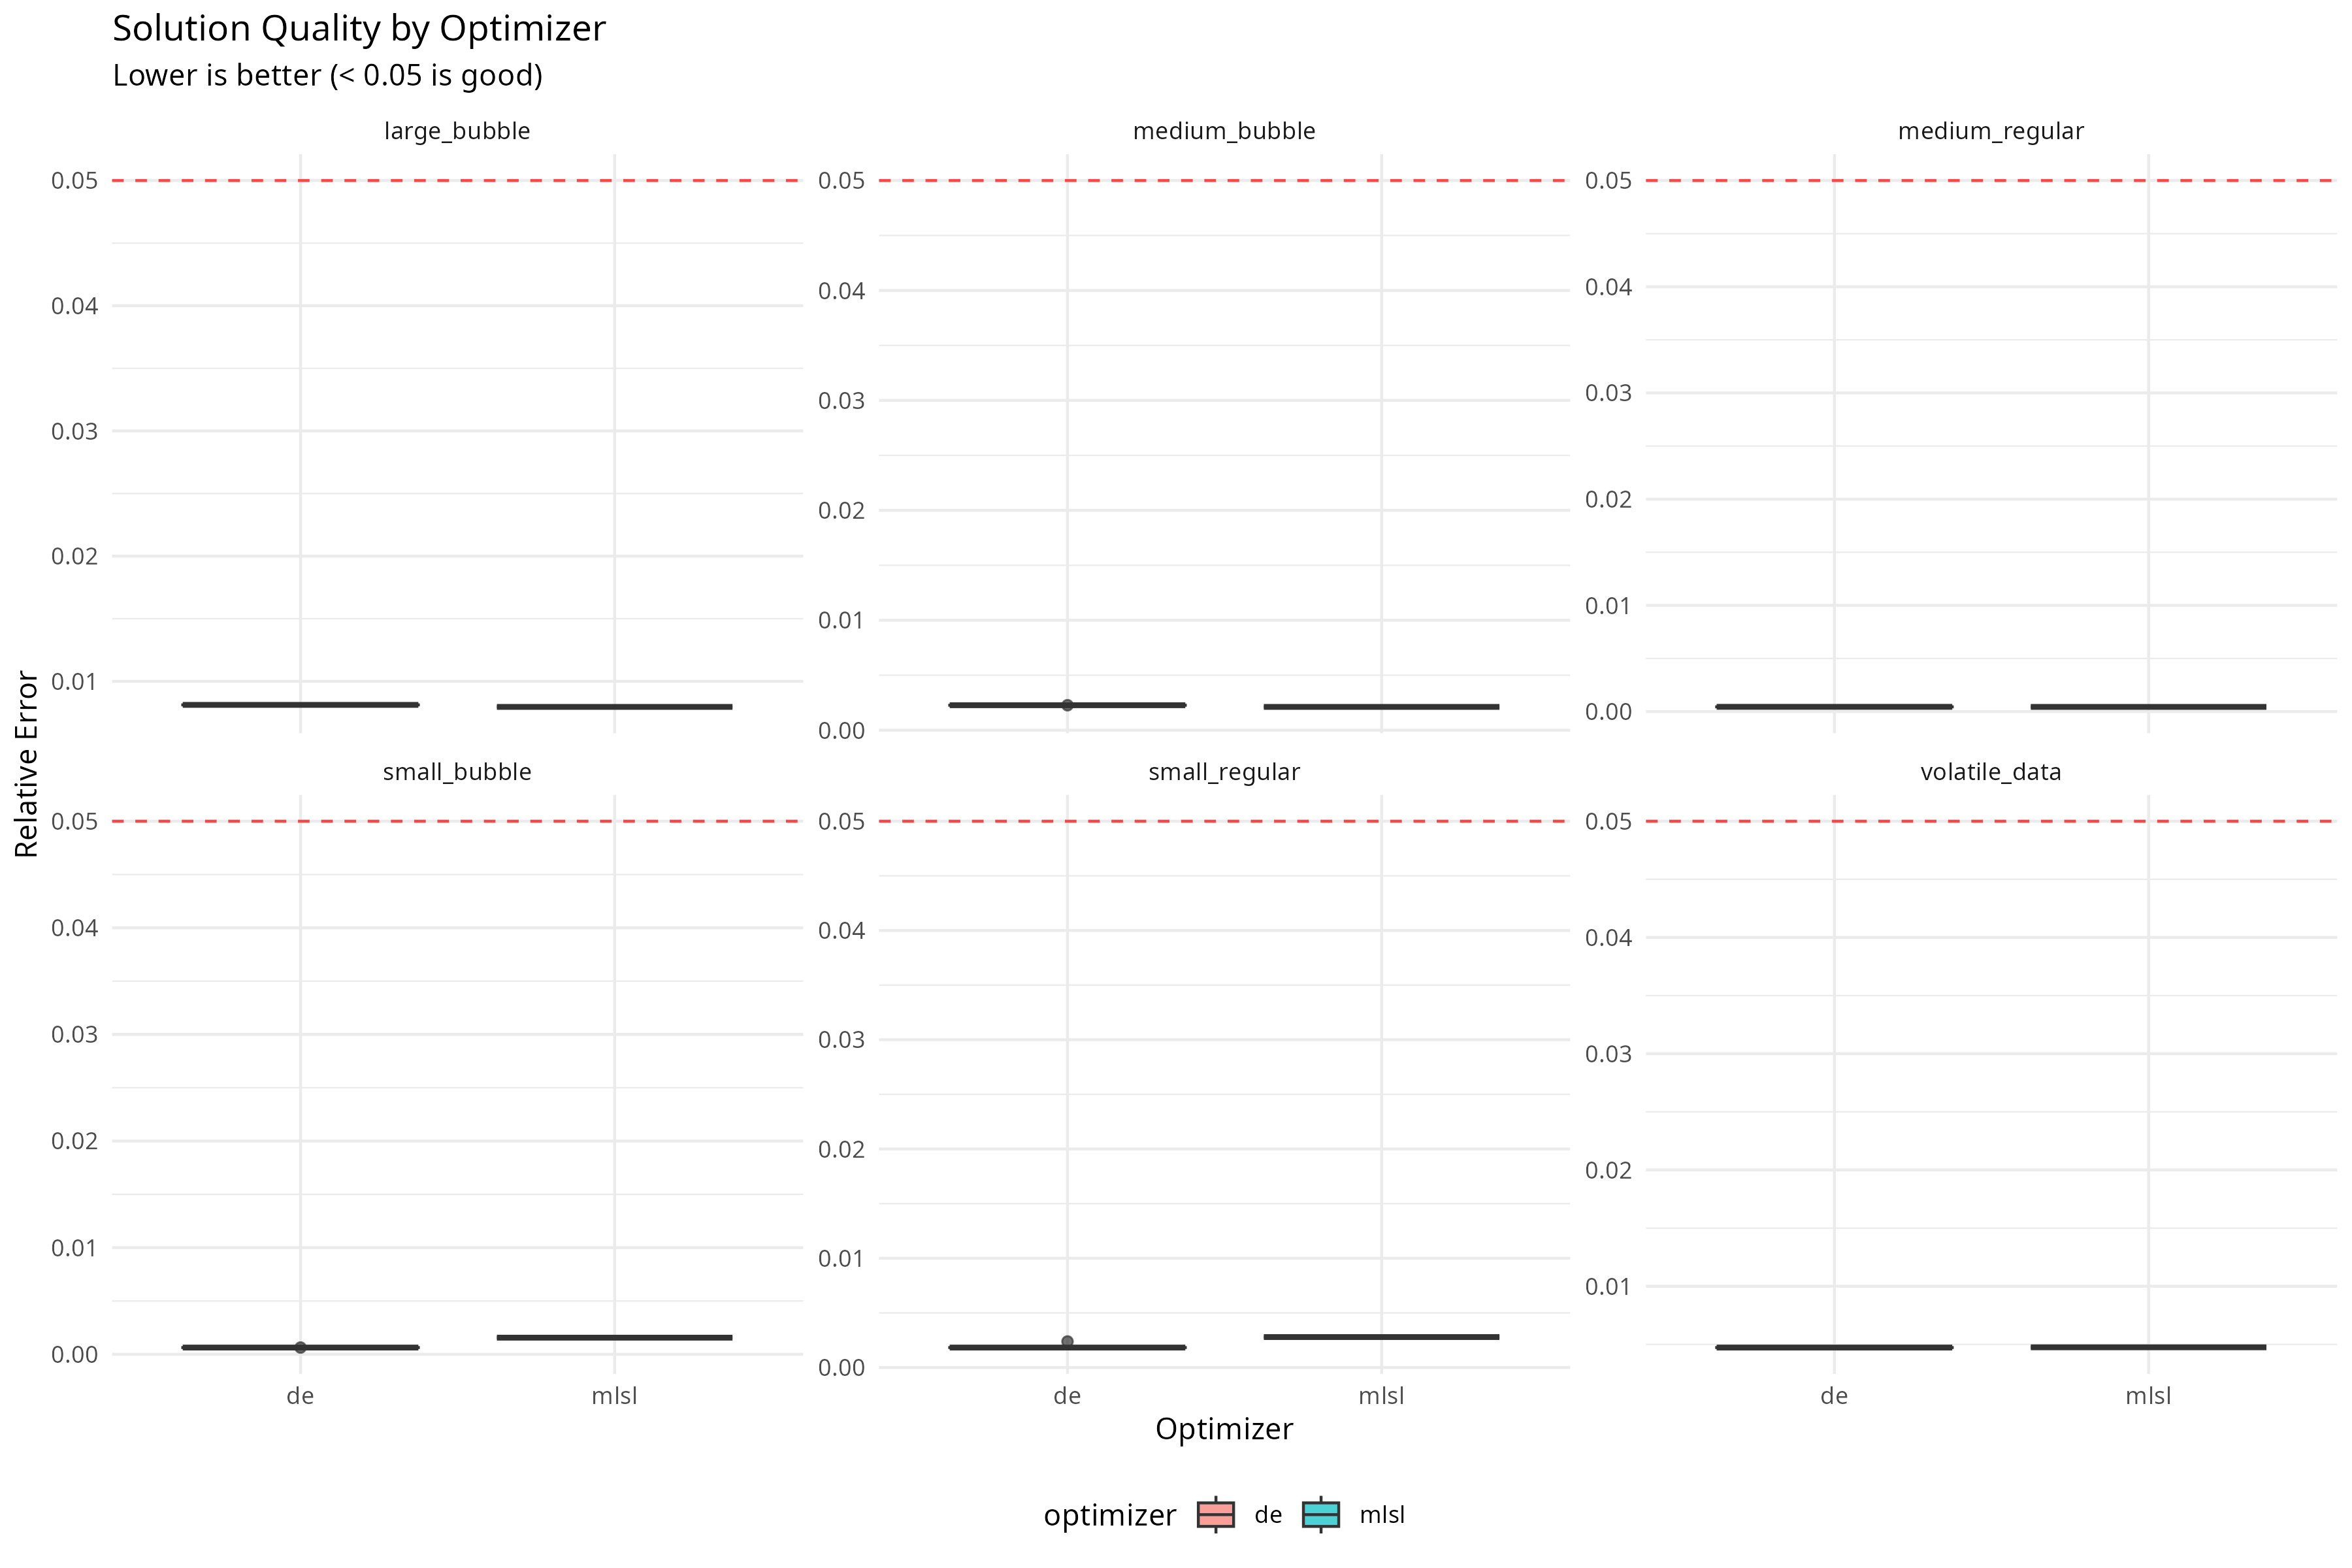 Solution Quality by Optimizer
Lower is better (< 0.05 is good)
large_bubble
medium_bubble
medium_regular
0.05
0.04
0.03
0.02
0.01
0.05
0.04
0.03
0.02
0.01
0.00
0.05
0.04
0.03
0.02
0.01
0.00
Relative Error
small_bubble
small_regular
volatile_data
0.05
0.04
0.03
0.02
0.01
0.00
0.05
0.04
0.03
0.02
0.01
0.00
0.05
0.04
0.03
0.02
0.01
de mlsl
de mlsl
de mlsl
Optimizer
optimizer de mlsl